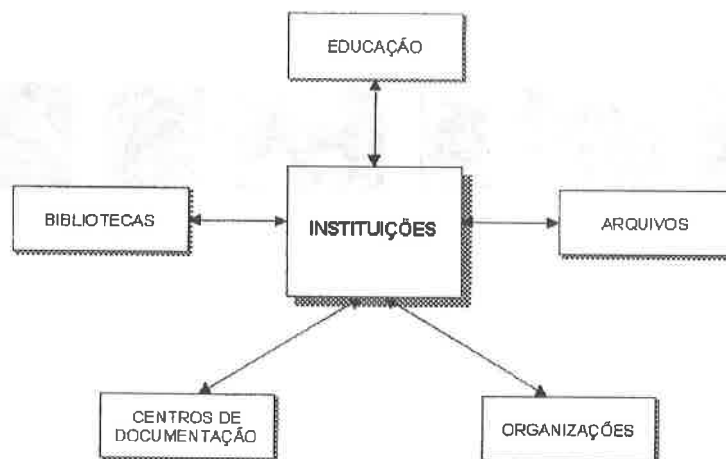 EDUCAÇÃO
BIBLIOTECAS
INSTITUIÇÕES
ARQUIVOS
CENTROS DE
DOCUMENTAÇÃO
ORGANIZAÇÕES